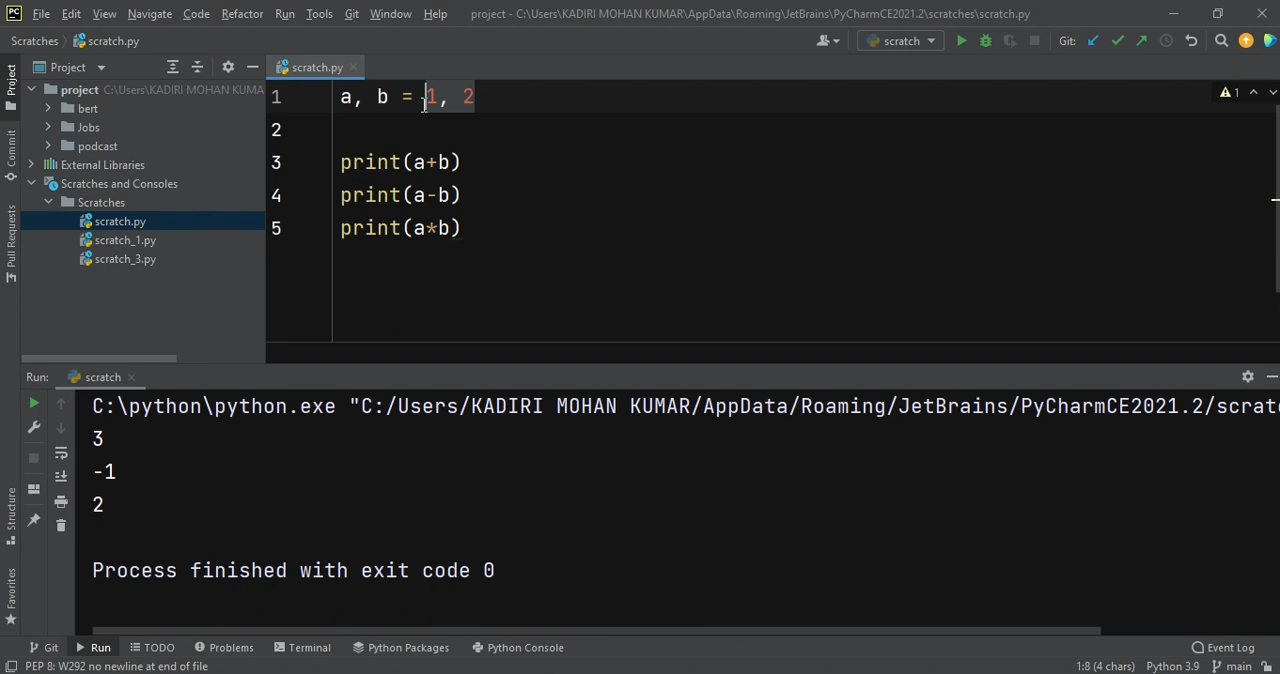 PC File Edit View Navigate Code Refactor Run Tools Git Window Help project - C:\Users\KADIRI MOHAN KUMAR\AppData\Roaming\JetBrains\PyCharmCE2021.2\scratches\scratch.py
Scratches scratch.py scratch Git:
Project scratch.py
project C:\Users\KADIRI MOHAN KUMA
bert
Jobs
podcast
External Libraries
Scratches and Consoles
Scratches
scratch.py
scratch_1.py
scratch_3.py
Project
Commit
Pull Requests
1 a, b = 1, 2
2
3 print(a+b)
4 print(a-b)
5 print(a*b)
1
Run: scratch
C:\python\python.exe "C:/Users/KADIRI MOHAN KUMAR/AppData/Roaming/JetBrains/PyCharmCE2021.2/scratc
3
-1
2
Process finished with exit code 0
Structure
Favorites
Git Run TODO Problems Terminal Python Packages Python Console Event Log
PEP 8: W292 no newline at end of file 1:8 (4 chars) Python 3.9 main